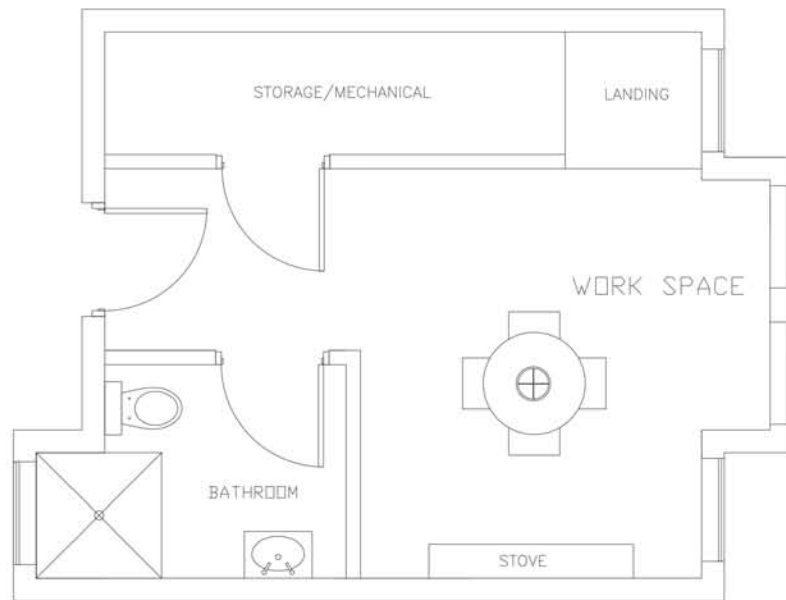 STORAGE/MECHANICAL
LANDING
WORK SPACE
BATHROOM
STOVE